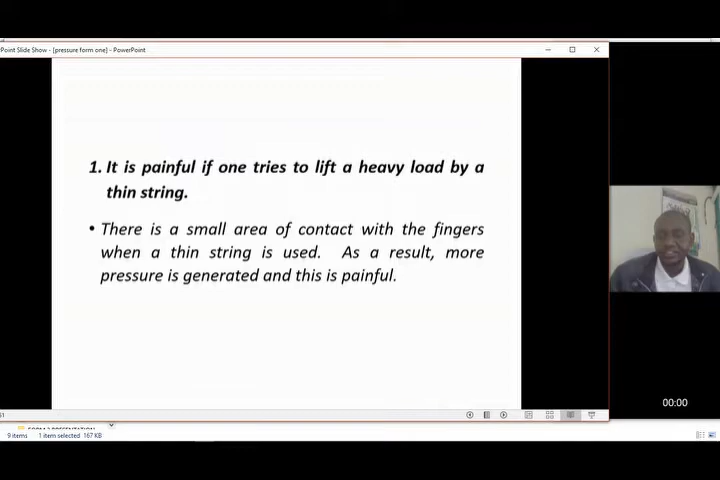 Point Slide Show - [pressure form one] - PowerPoint
1. It is painful if one tries to lift a heavy load by a
thin string.
• There is a small area of contact with the fingers
when a thin string is used. As a result, more
pressure is generated and this is painful.
00:00
9 items 1 item selected 167 KB